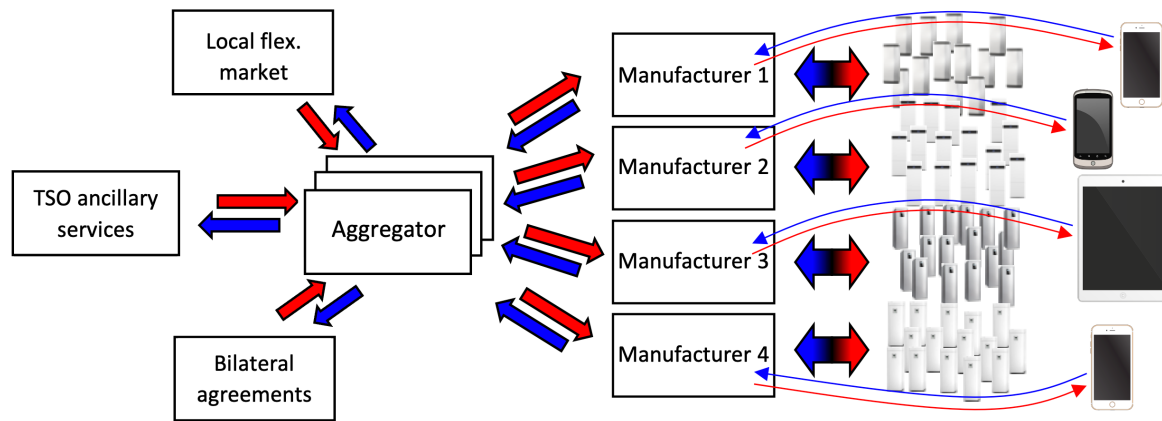 Local flex.
market
TSO ancillary
services
Aggregator
Bilateral
agreements
Manufacturer 1
Manufacturer 2
Manufacturer 3
Manufacturer 4